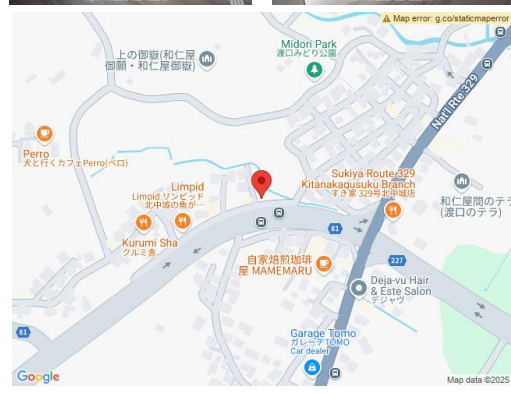 Map error: g.co/staticmaperror
Midori Park
渡口みどり公園
上の御嶽(和仁屋
御願・和仁屋御嶽)
Nat'l Rte 329
Perro
犬と行くカフェPerro(ペロ)
Sukiya Route 329
Kitanakagusuku Branch
すき家 329号北中城店
Limpid
Limpid リンピッド
北中城の魚が…
和仁屋間のテラ
(渡口のテラ)
81
Kurumi Sha
クルミ舎
自家焙煎珈琲
屋 MAMEMARU
227
Deja-vu Hair
& Este Salon
デジャヴ
81
Garage Tomo
ガレージTOMO
Car dealer
Google
Map data ©2025